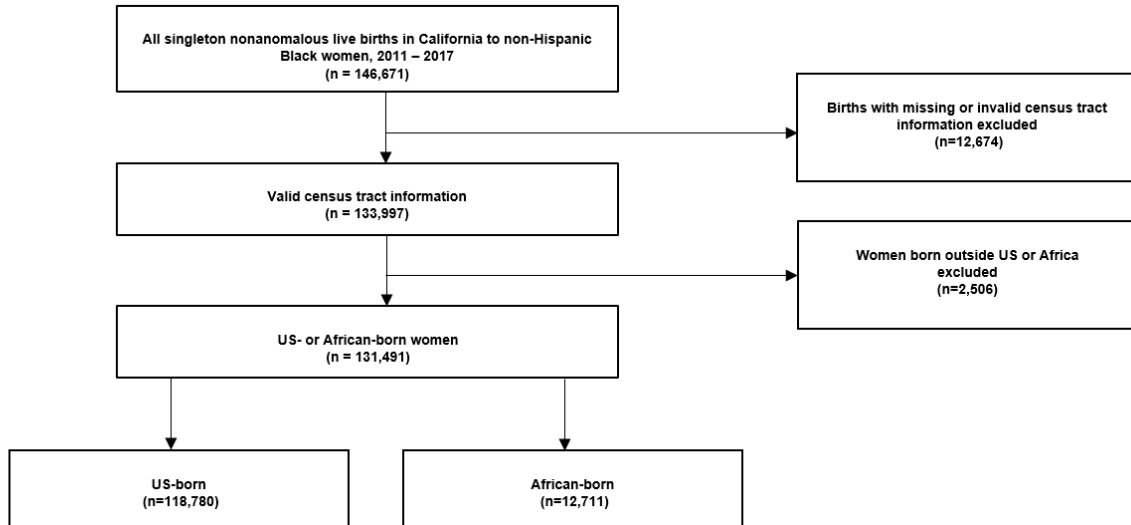 All singleton nonanomalous live births in California to non-Hispanic
Black women, 2011 – 2017
(n = 146,671)
Births with missing or invalid census tract
information excluded
(n=12,674)
Valid census tract information
(n = 133,997)
Women born outside US or Africa
excluded
(n=2,506)
US- or African-born women
(n = 131,491)
US-born
(n=118,780)
African-born
(n=12,711)